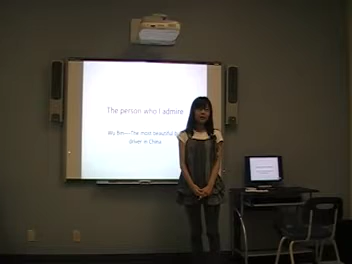 The person who I admire
Wu Bin—The most beautiful b
driver in China